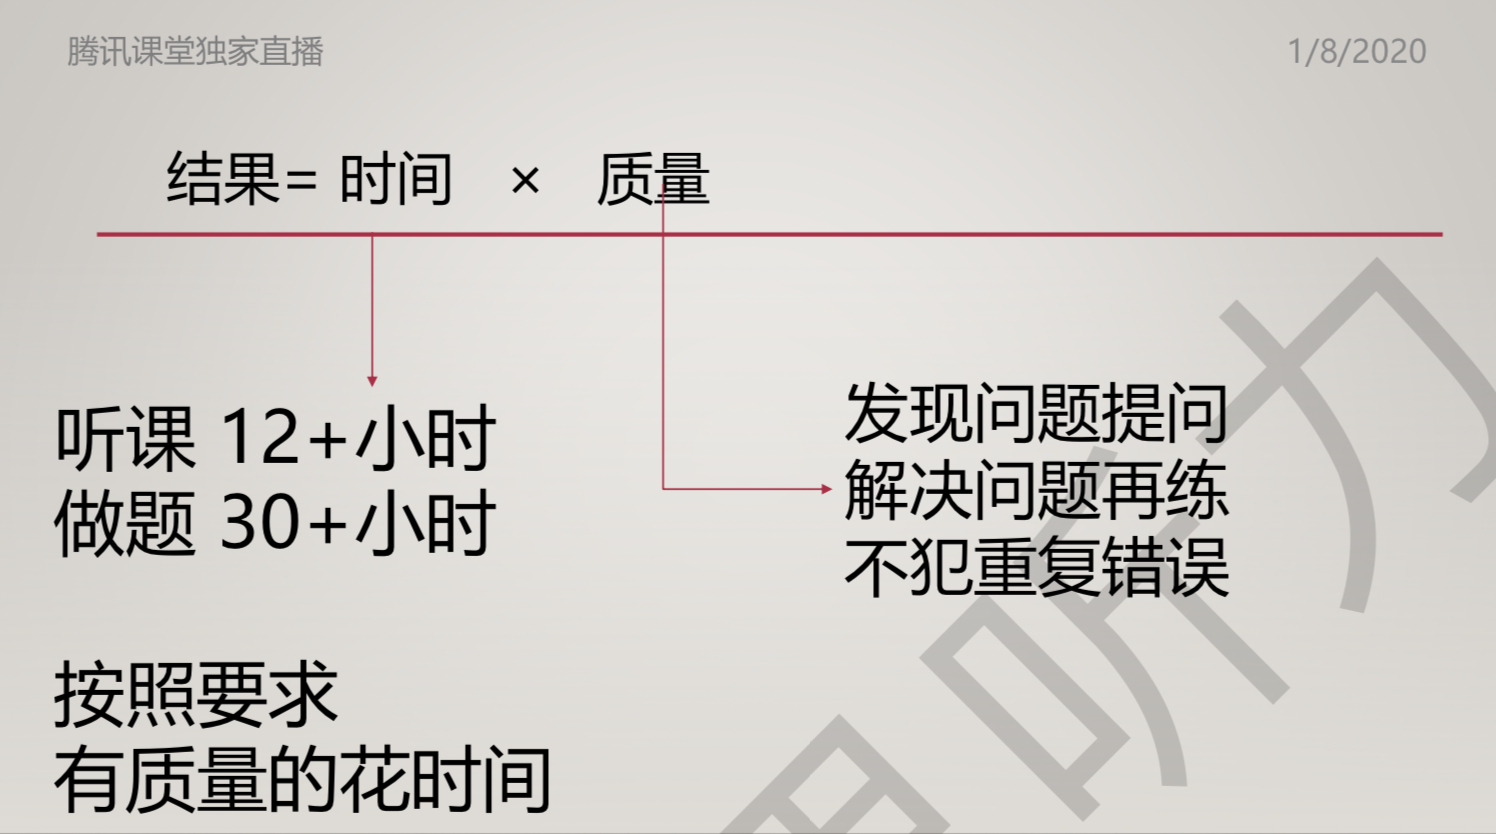 腾讯课堂独家直播
1/8/2020
结果= 时间 × 质量
听课 12+小时
做题 30+小时
发现问题提问
解决问题再练
不犯重复错误
按照要求
有质量的花时间
听力